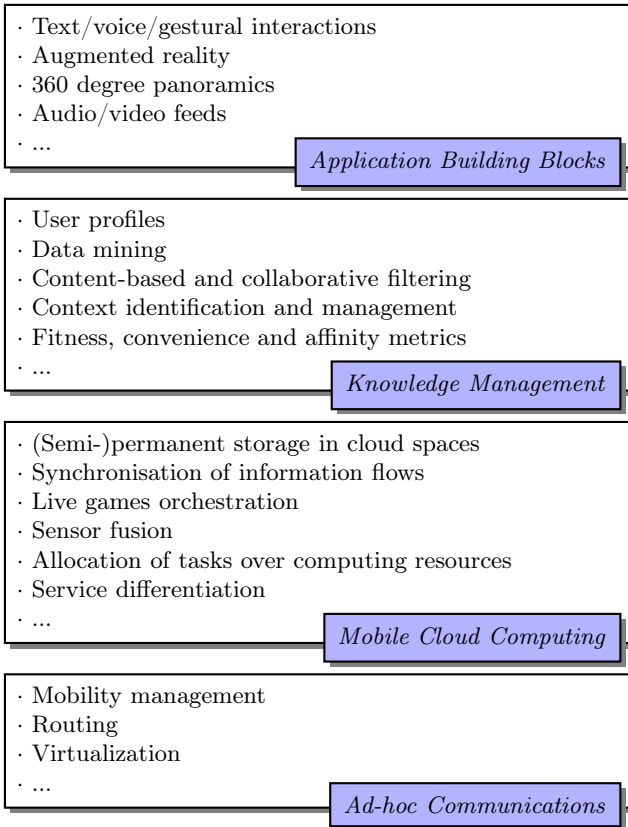 · Text/voice/gestural interactions
· Augmented reality
· 360 degree panoramics
· Audio/video feeds
· ...
Application Building Blocks
· User profiles
· Data mining
· Content-based and collaborative filtering
· Context identification and management
· Fitness, convenience and affinity metrics
· ...
Knowledge Management
· (Semi-)permanent storage in cloud spaces
· Synchronisation of information flows
· Live games orchestration
· Sensor fusion
· Allocation of tasks over computing resources
· Service differentiation
· ...
Mobile Cloud Computing
· Mobility management
· Routing
· Virtualization
· ...
Ad-hoc Communications